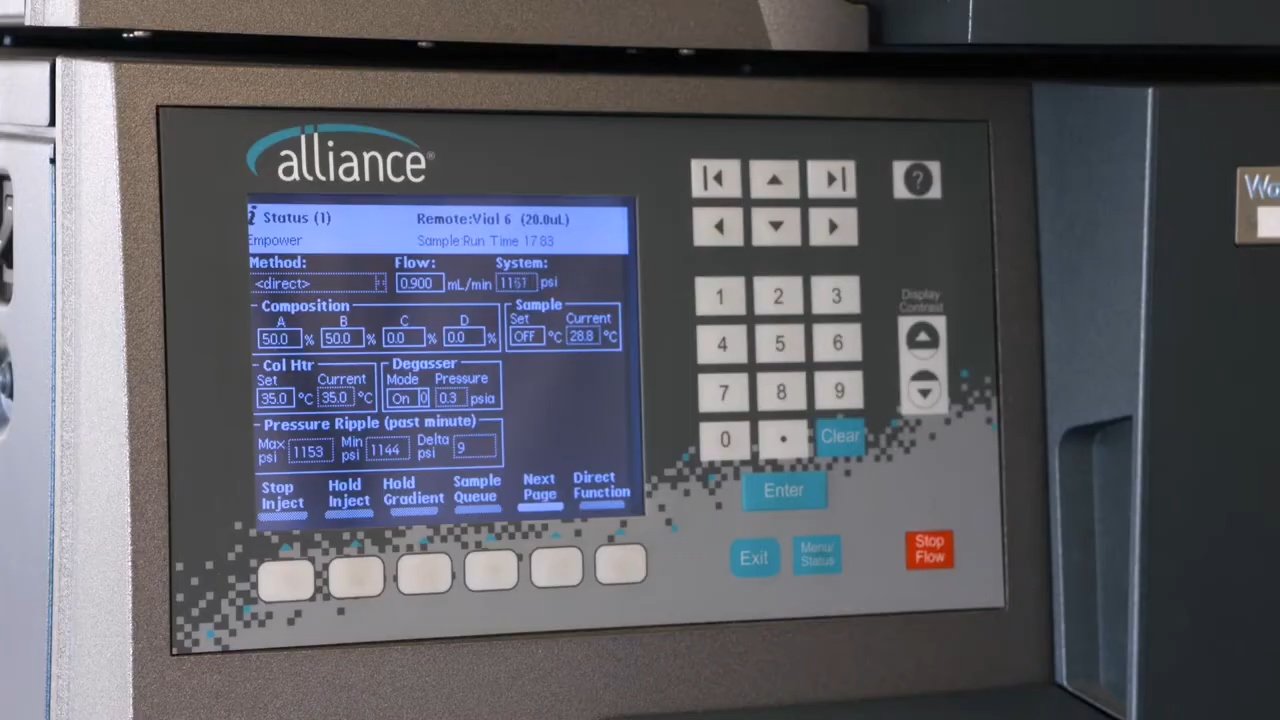 alliance®
i Status (1) Remote:Vial 6 (20.0uL)
Empower Sample Run Time 17.83
Method: Flow: System:
<direct> 0.900 mL/min psi
Composition Sample
A B C D Set Current
50.0 % 50.0 % 0.0 % 0.0 % OFF °C 28.8 °C
Col Htr Degasser
Set Current Mode Pressure
35.0 °C 35.0 °C On 0.3 psia
Pressure Ripple (past minute)
Max psi 1153 Min psi 1144 Delta psi 9
Stop Inject
Hold Inject
Hold Gradient
Sample Queue
Next Page
Direct Function
?
1 2 3
4 5 6
7 8 9
0 . Clear
Enter
Exit
Menu/
Status
Stop
Flow
Display
Contrast